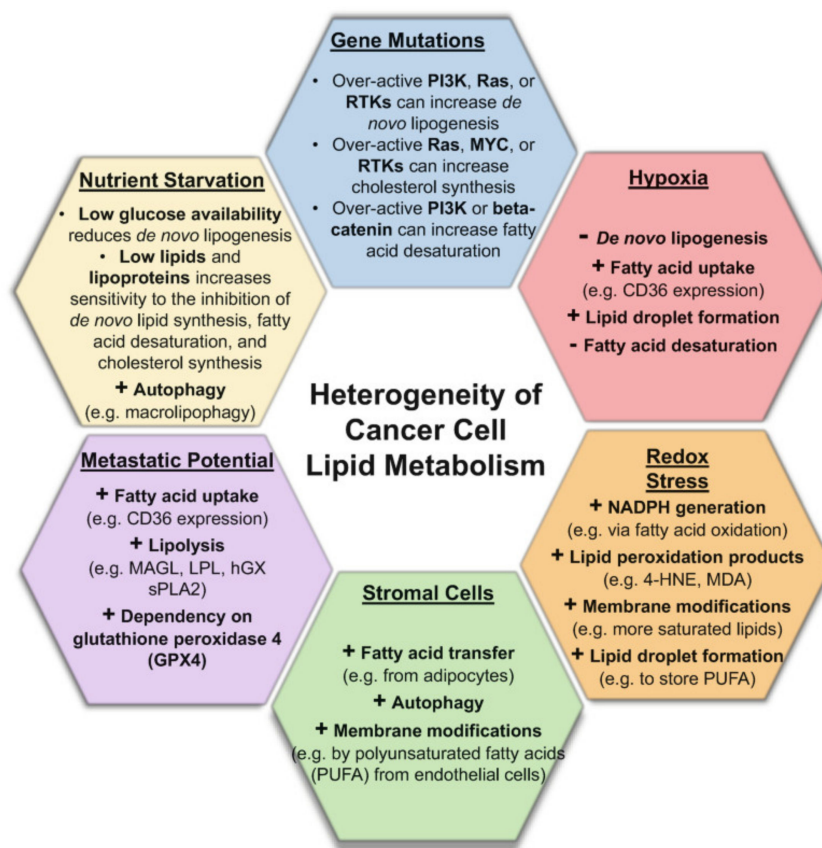 Gene Mutations
• Over-active PI3K, Ras, or
RTKs can increase de
novo lipogenesis
• Over-active Ras, MYC, or
RTKs can increase
cholesterol synthesis
• Over-active PI3K or beta-
catenin can increase fatty
acid desaturation
Nutrient Starvation
• Low glucose availability
reduces de novo lipogenesis
• Low lipids and
lipoproteins increases
sensitivity to the inhibition of
de novo lipid synthesis, fatty
acid desaturation, and
cholesterol synthesis
+ Autophagy
(e.g. macrolipophagy)
Hypoxia
- De novo lipogenesis
+ Fatty acid uptake
(e.g. CD36 expression)
+ Lipid droplet formation
- Fatty acid desaturation
Heterogeneity of
Cancer Cell
Lipid Metabolism
Metastatic Potential
+ Fatty acid uptake
(e.g. CD36 expression)
+ Lipolysis
(e.g. MAGL, LPL, hGX
sPLA2)
+ Dependency on
glutathione peroxidase 4
(GPX4)
Redox
Stress
+ NADPH generation
(e.g. via fatty acid oxidation)
+ Lipid peroxidation products
(e.g. 4-HNE, MDA)
+ Membrane modifications
(e.g. more saturated lipids)
+ Lipid droplet formation
(e.g. to store PUFA)
Stromal Cells
+ Fatty acid transfer
(e.g. from adipocytes)
+ Autophagy
+ Membrane modifications
(e.g. by polyunsaturated fatty acids
(PUFA) from endothelial cells)